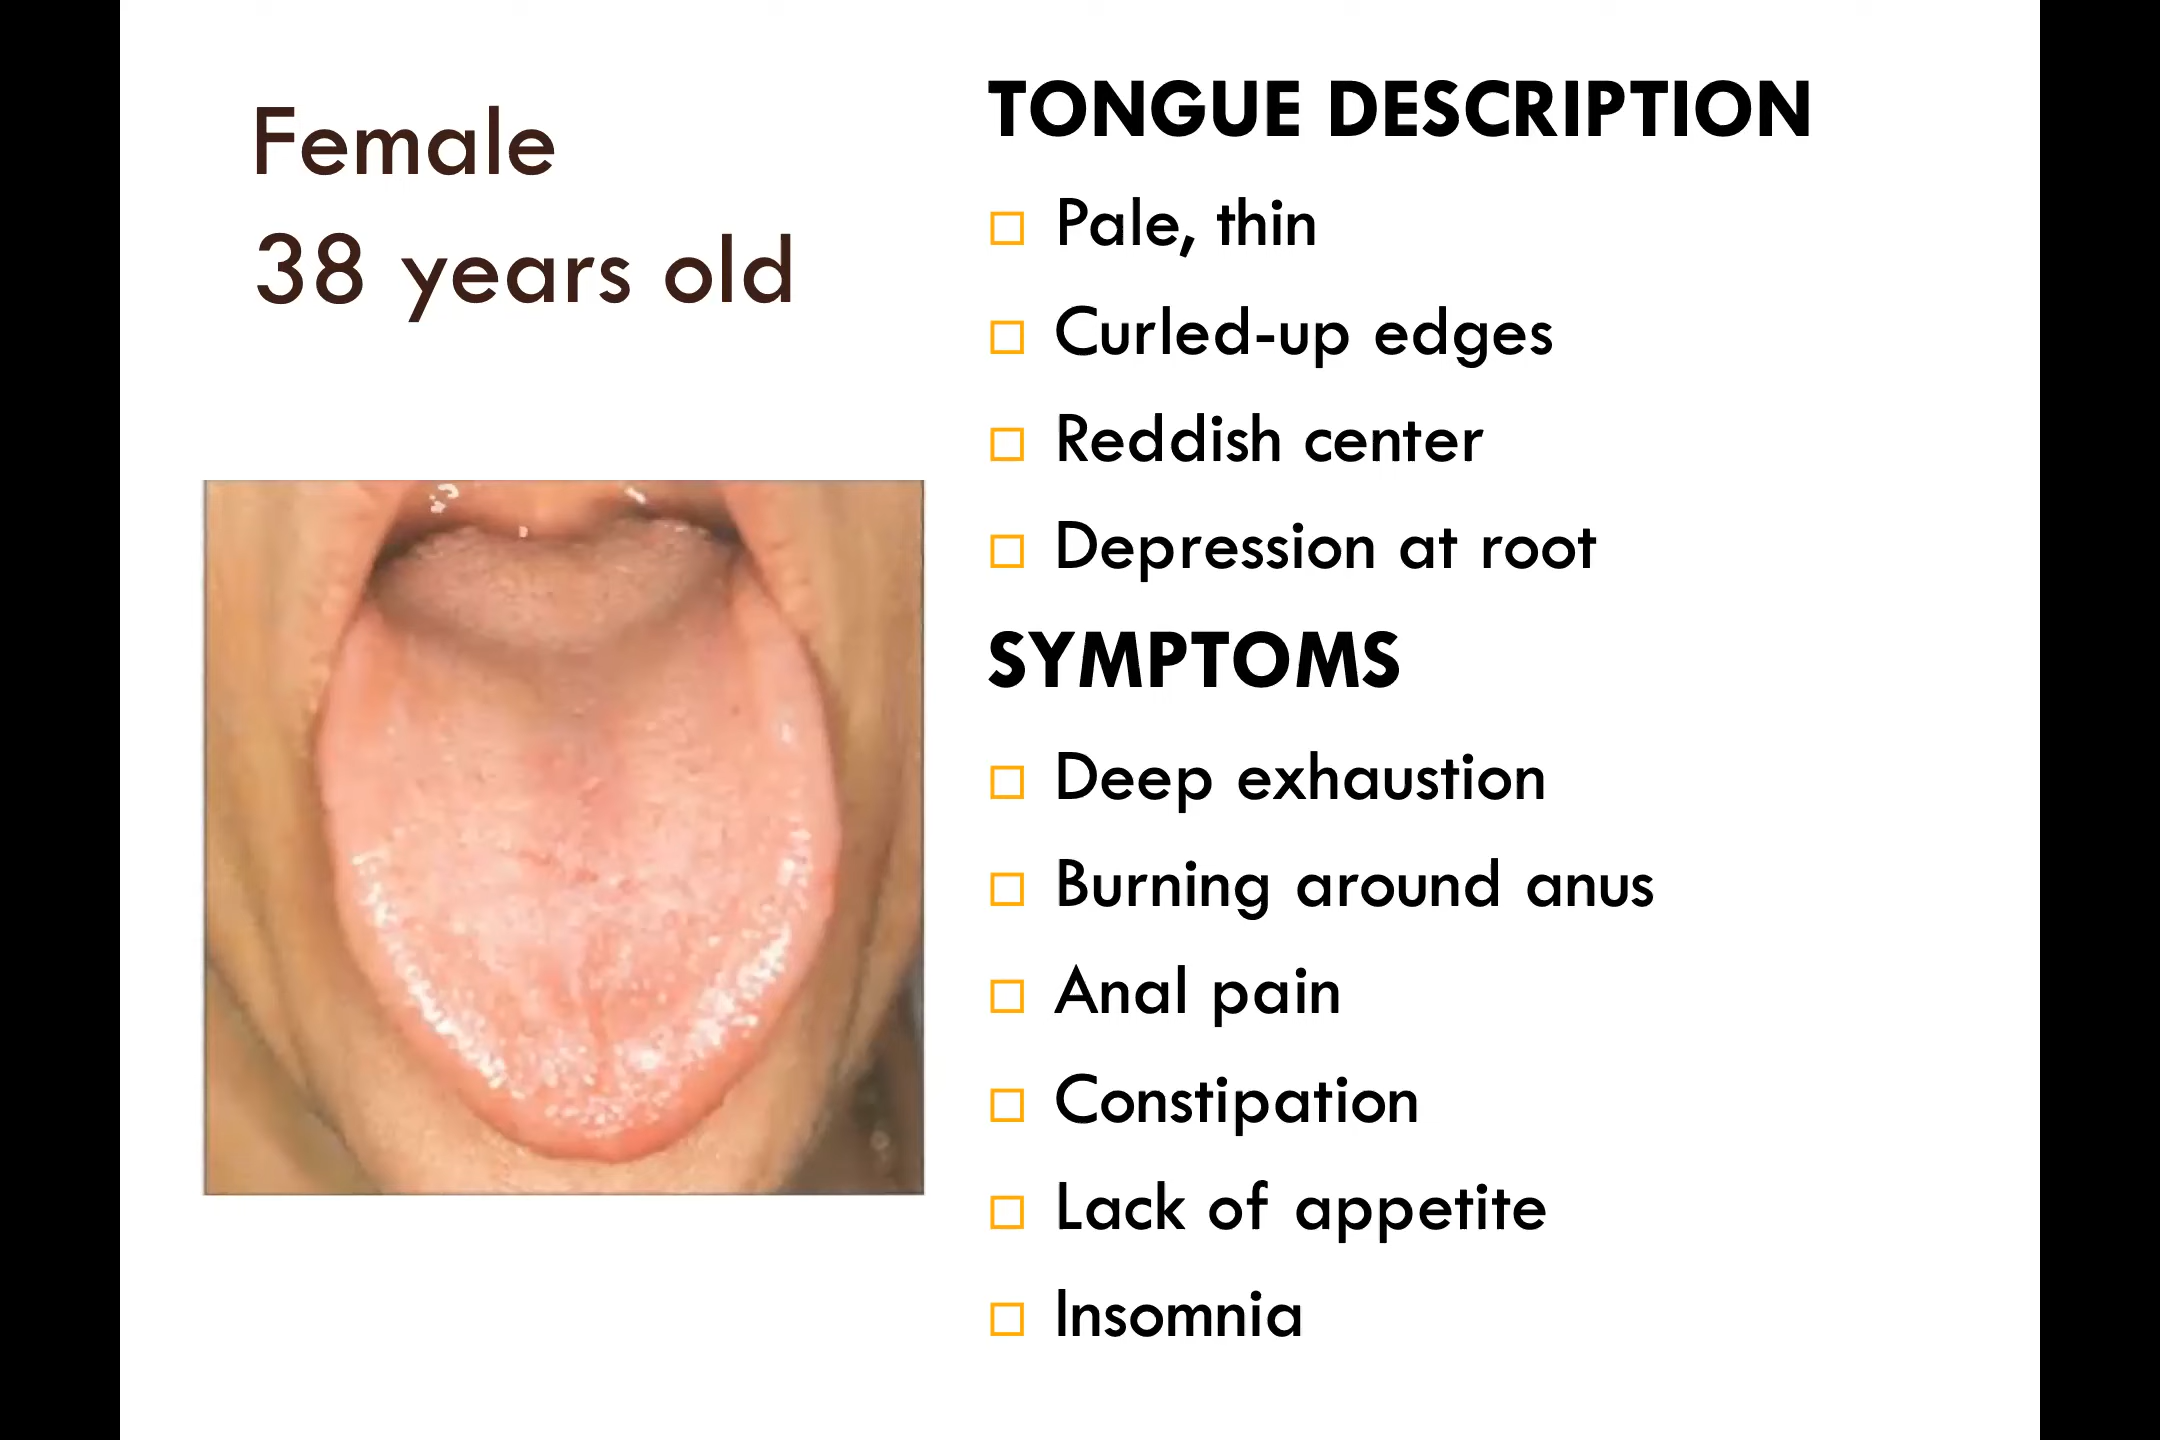 Female
38 years old
TONGUE DESCRIPTION
Pale, thin
Curled-up edges
Reddish center
Depression at root
SYMPTOMS
Deep exhaustion
Burning around anus
Anal pain
Constipation
Lack of appetite
Insomnia